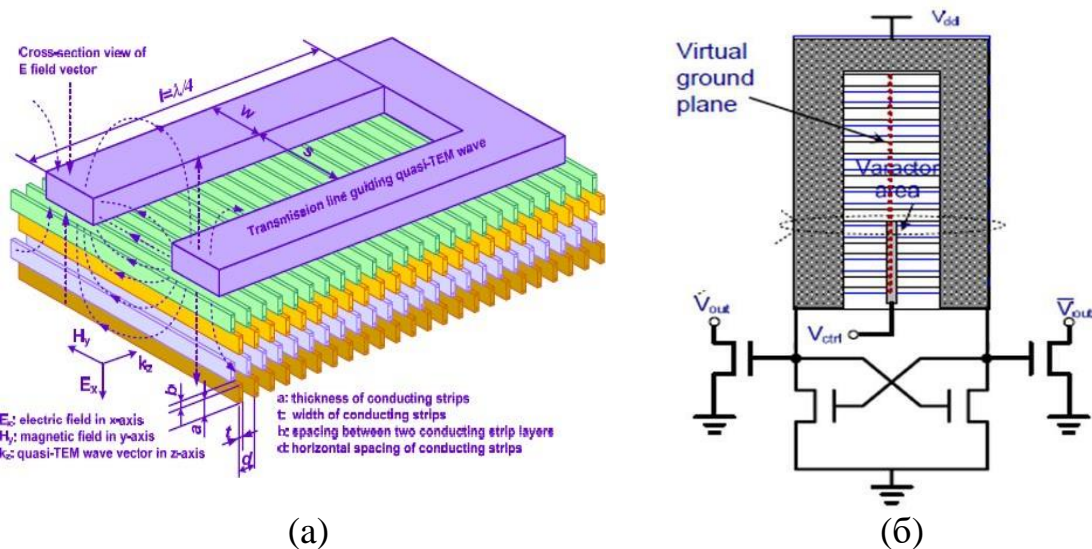 Cross-section view of
E field vector
l=λ/4
W
S
Transmission line guiding quasi-TEM wave
Hy
kz
Ex
b
a
t
d
a: thickness of conducting strips
t: width of conducting strips
b: spacing between two conducting strip layers
d: horizontal spacing of conducting strips
Ex: electric field in x-axis
Hy: magnetic field in y-axis
kz: quasi-TEM wave vector in z-axis
(а)
Vdd
Virtual
ground
plane
Varactor
area
Vout
Vctrl
V̅out
(б)